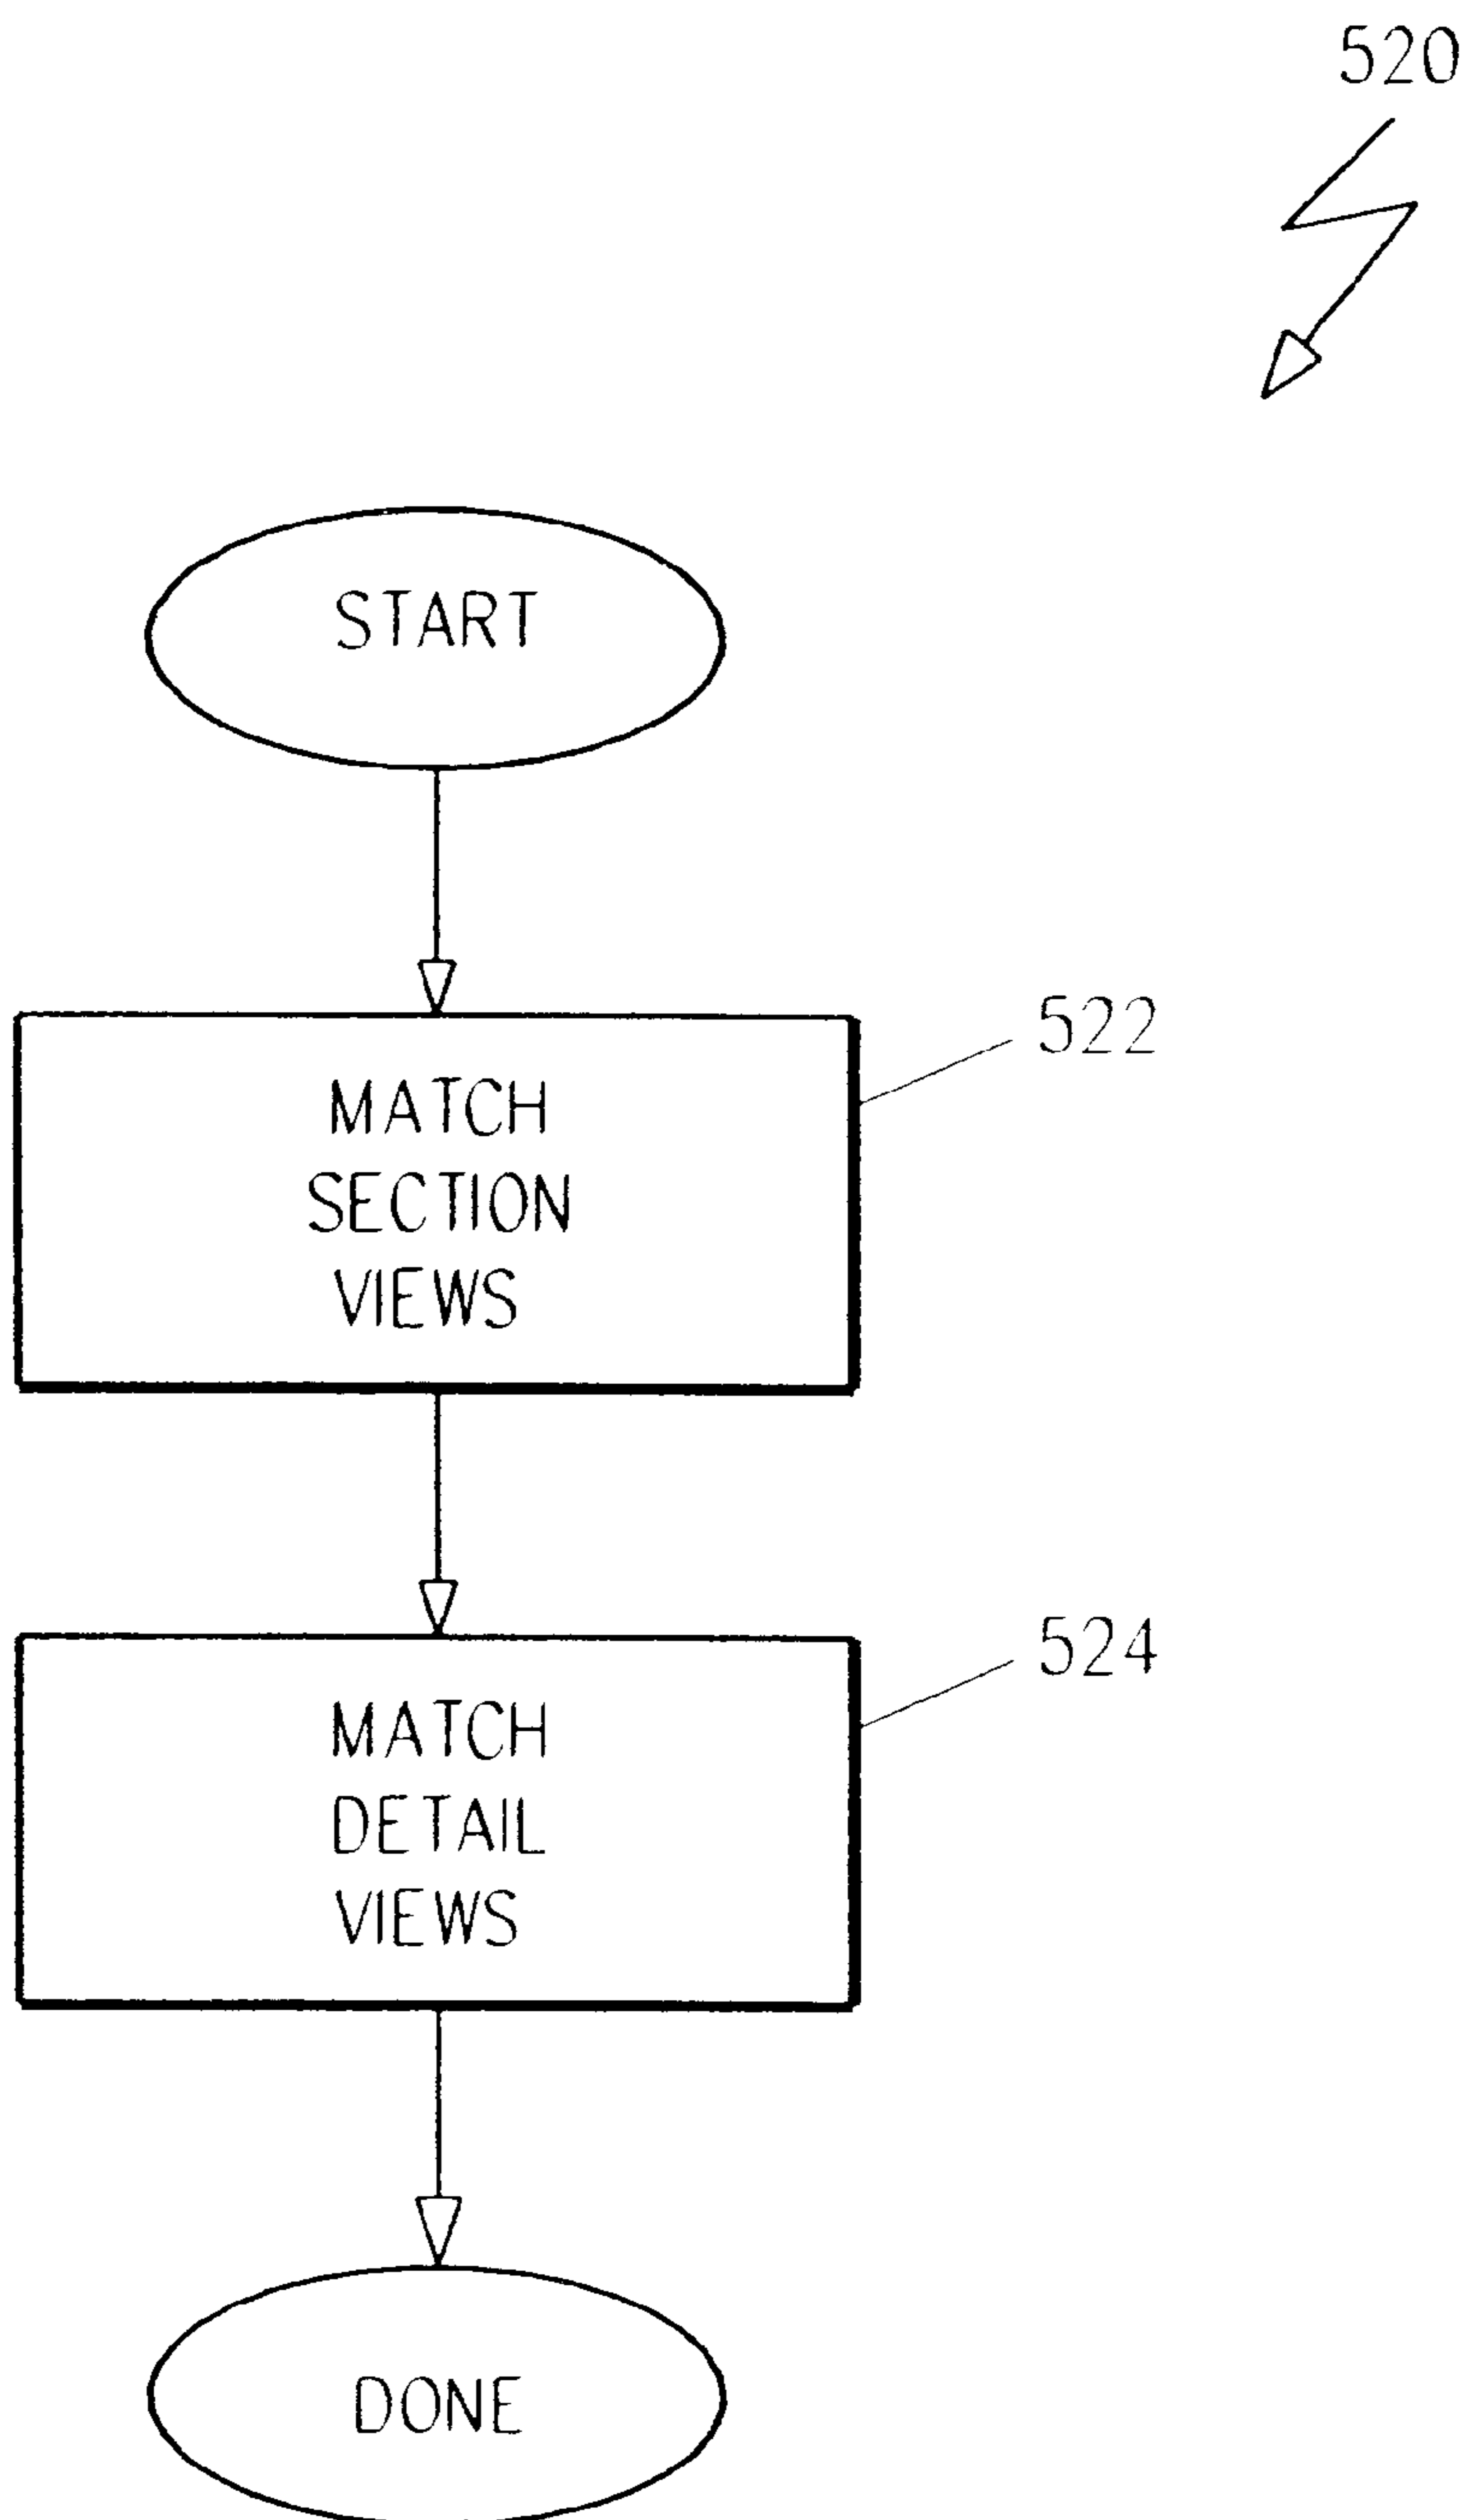 520
START
522
MATCH
SECTION
VIEWS
524
MATCH
DETAIL
VIEWS
DONE